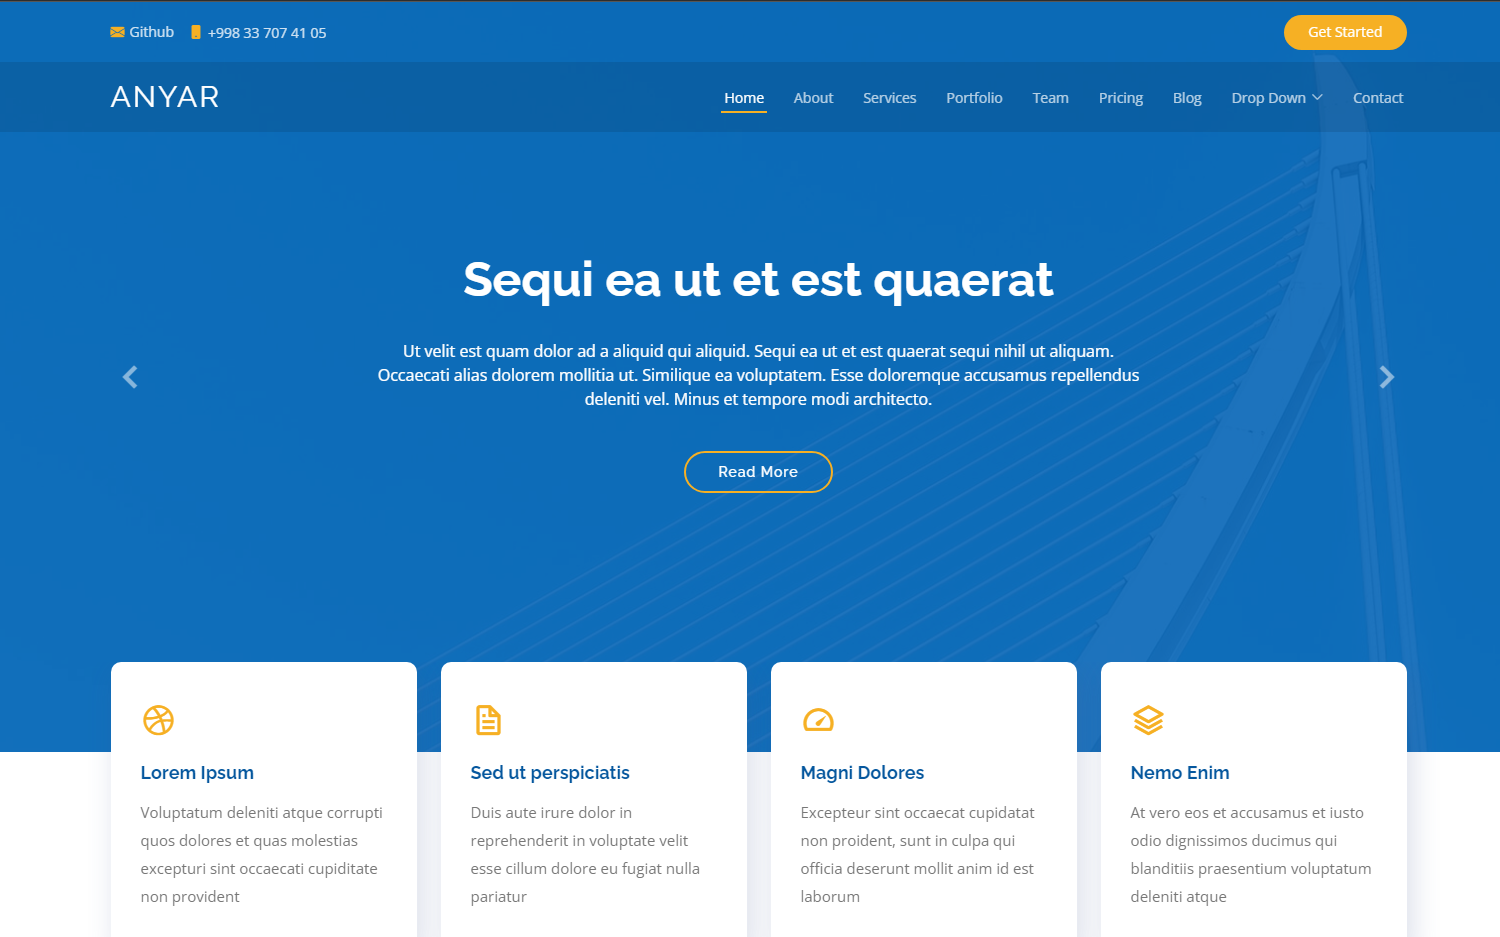 Github +998 33 707 41 05 Get Started
ANYAR Home About Services Portfolio Team Pricing Blog Drop Down Contact
Sequi ea ut et est quaerat
Ut velit est quam dolor ad a aliquid qui aliquid. Sequi ea ut et est quaerat sequi nihil ut aliquam.
Occaecati alias dolorem mollitia ut. Similique ea voluptatem. Esse doloremque accusamus repellendus
deleniti vel. Minus et tempore modi architecto.
Read More
Lorem Ipsum
Voluptatum deleniti atque corrupti
quos dolores et quas molestias
excepturi sint occaecati cupiditate
non provident
Sed ut perspiciatis
Duis aute irure dolor in
reprehenderit in voluptate velit
esse cillum dolore eu fugiat nulla
pariatur
Magni Dolores
Excepteur sint occaecat cupidatat
non proident, sunt in culpa qui
officia deserunt mollit anim id est
laborum
Nemo Enim
At vero eos et accusamus et iusto
odio dignissimos ducimus qui
blanditiis praesentium voluptatum
deleniti atque